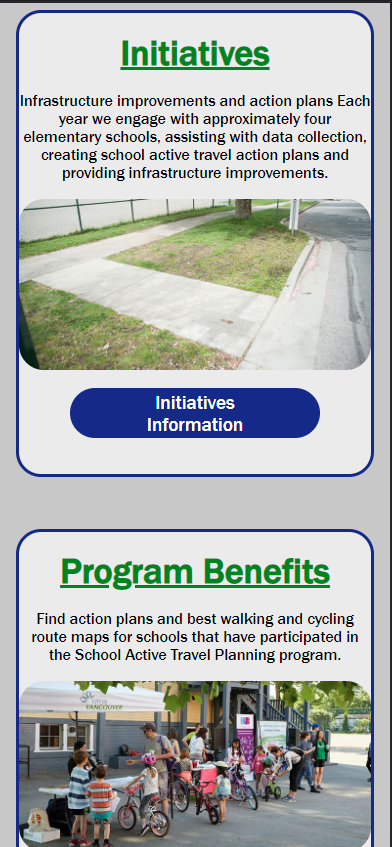 Initiatives
Infrastructure improvements and action plans Each
year we engage with approximately four
elementary schools, assisting with data collection,
creating school active travel action plans and
providing infrastructure improvements.
Initiatives
Information
Program Benefits
Find action plans and best walking and cycling
route maps for schools that have participated in
the School Active Travel Planning program.
CITY OF
VANCOUVER